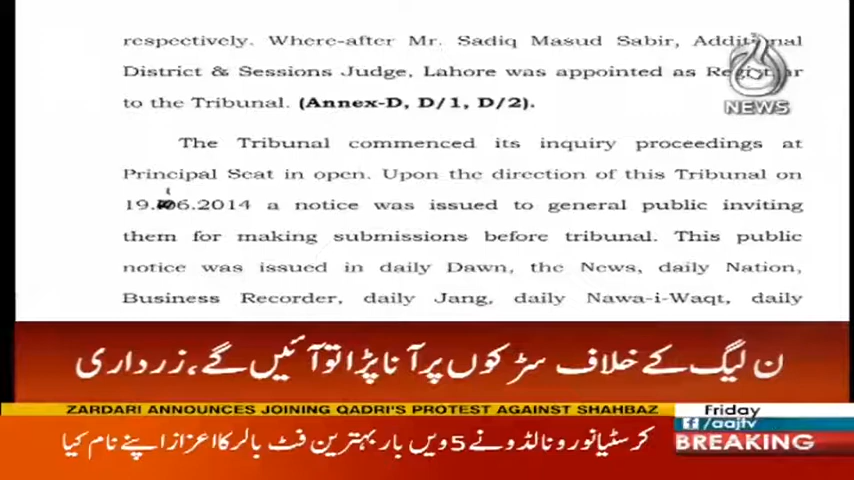 respectively. Where-after Mr. Sadiq Masud Sabir, Additional
District & Sessions Judge, Lahore was appointed as Registrar
to the Tribunal. (Annex-D, D/1, D/2).
NEWS
The Tribunal commenced its inquiry proceedings at
Principal Seat in open. Upon the direction of this Tribunal on
19.06.2014 a notice was issued to general public inviting
them for making submissions before tribunal. This public
notice was issued in daily Dawn, the News, daily Nation,
Business Recorder, daily Jang, daily Nawa-i-Waqt, daily
ن لیگ کے خلاف سڑکوں پر آنا پڑا تو آئیں گے، زرداری
ZARDARI ANNOUNCES JOINING QADRI'S PROTEST AGAINST SHAHBAZ
Friday
/aajtv
کرسٹیانو رونالڈو نے 5 ویں بار بہترین فٹ بالر کا اعزاز اپنے نام کیا
BREAKING